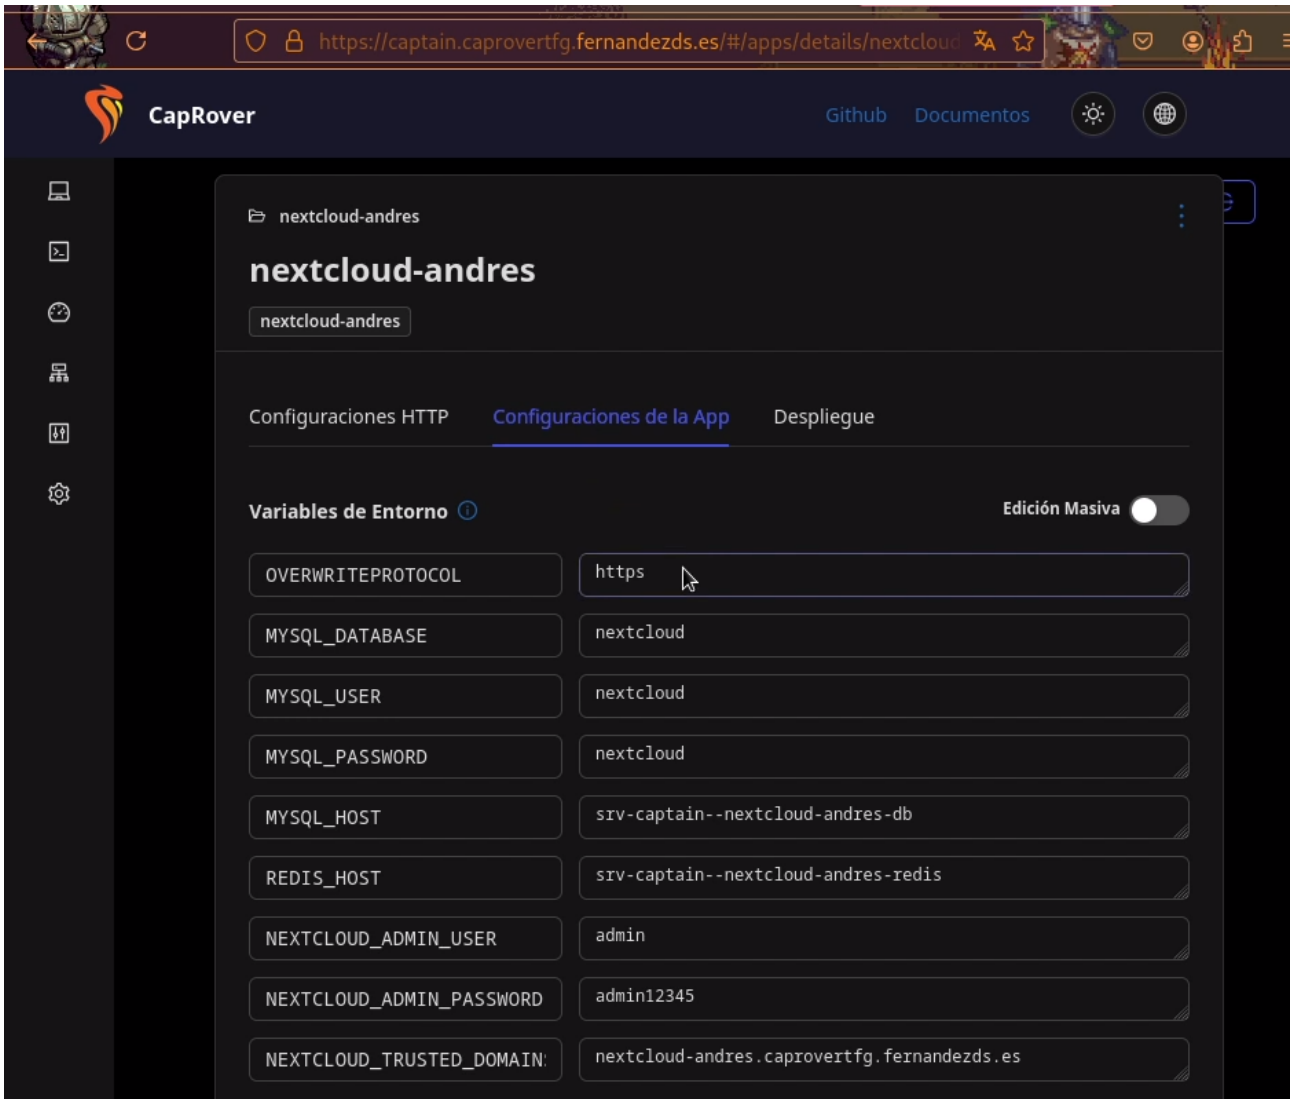 https://captain.caprovertfg.fernandezds.es/#/apps/details/nextcloud
CapRover
Github Documentos
nextcloud-andres
nextcloud-andres
nextcloud-andres
Configuraciones HTTP Configuraciones de la App Despliegue
Variables de Entorno Edición Masiva
OVERWRITEPROTOCOL https
MYSQL_DATABASE nextcloud
MYSQL_USER nextcloud
MYSQL_PASSWORD nextcloud
MYSQL_HOST srv-captain--nextcloud-andres-db
REDIS_HOST srv-captain--nextcloud-andres-redis
NEXTCLOUD_ADMIN_USER admin
NEXTCLOUD_ADMIN_PASSWORD admin12345
NEXTCLOUD_TRUSTED_DOMAIN nextcloud-andres.caprovertfg.fernandezds.es